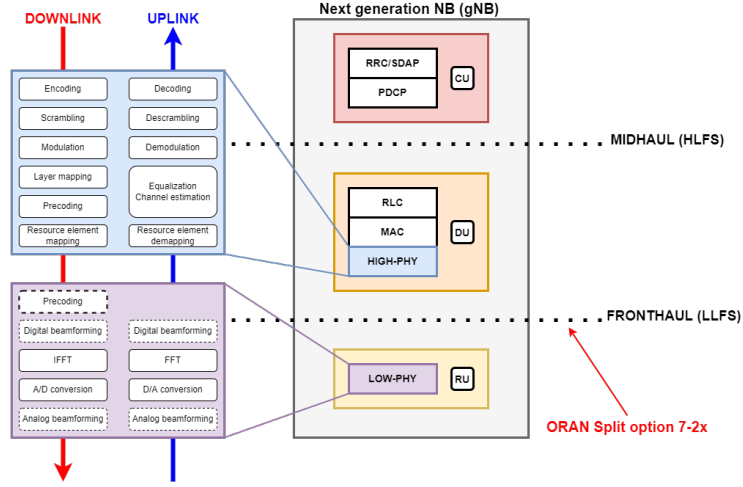 Next generation NB (gNB)
DOWNLINK
UPLINK
Encoding
Scrambling
Modulation
Layer mapping
Precoding
Resource element
mapping
Decoding
Descrambling
Demodulation
Equalization
Channel estimation
Resource element
demapping
Precoding
Digital beamforming
IFFT
A/D conversion
Analog beamforming
Digital beamforming
FFT
D/A conversion
Analog beamforming
RRC/SDAP
PDCP
CU
MIDHAUL (HLFS)
RLC
MAC
HIGH-PHY
DU
FRONTHAUL (LLFS)
LOW-PHY
RU
ORAN Split option 7-2x